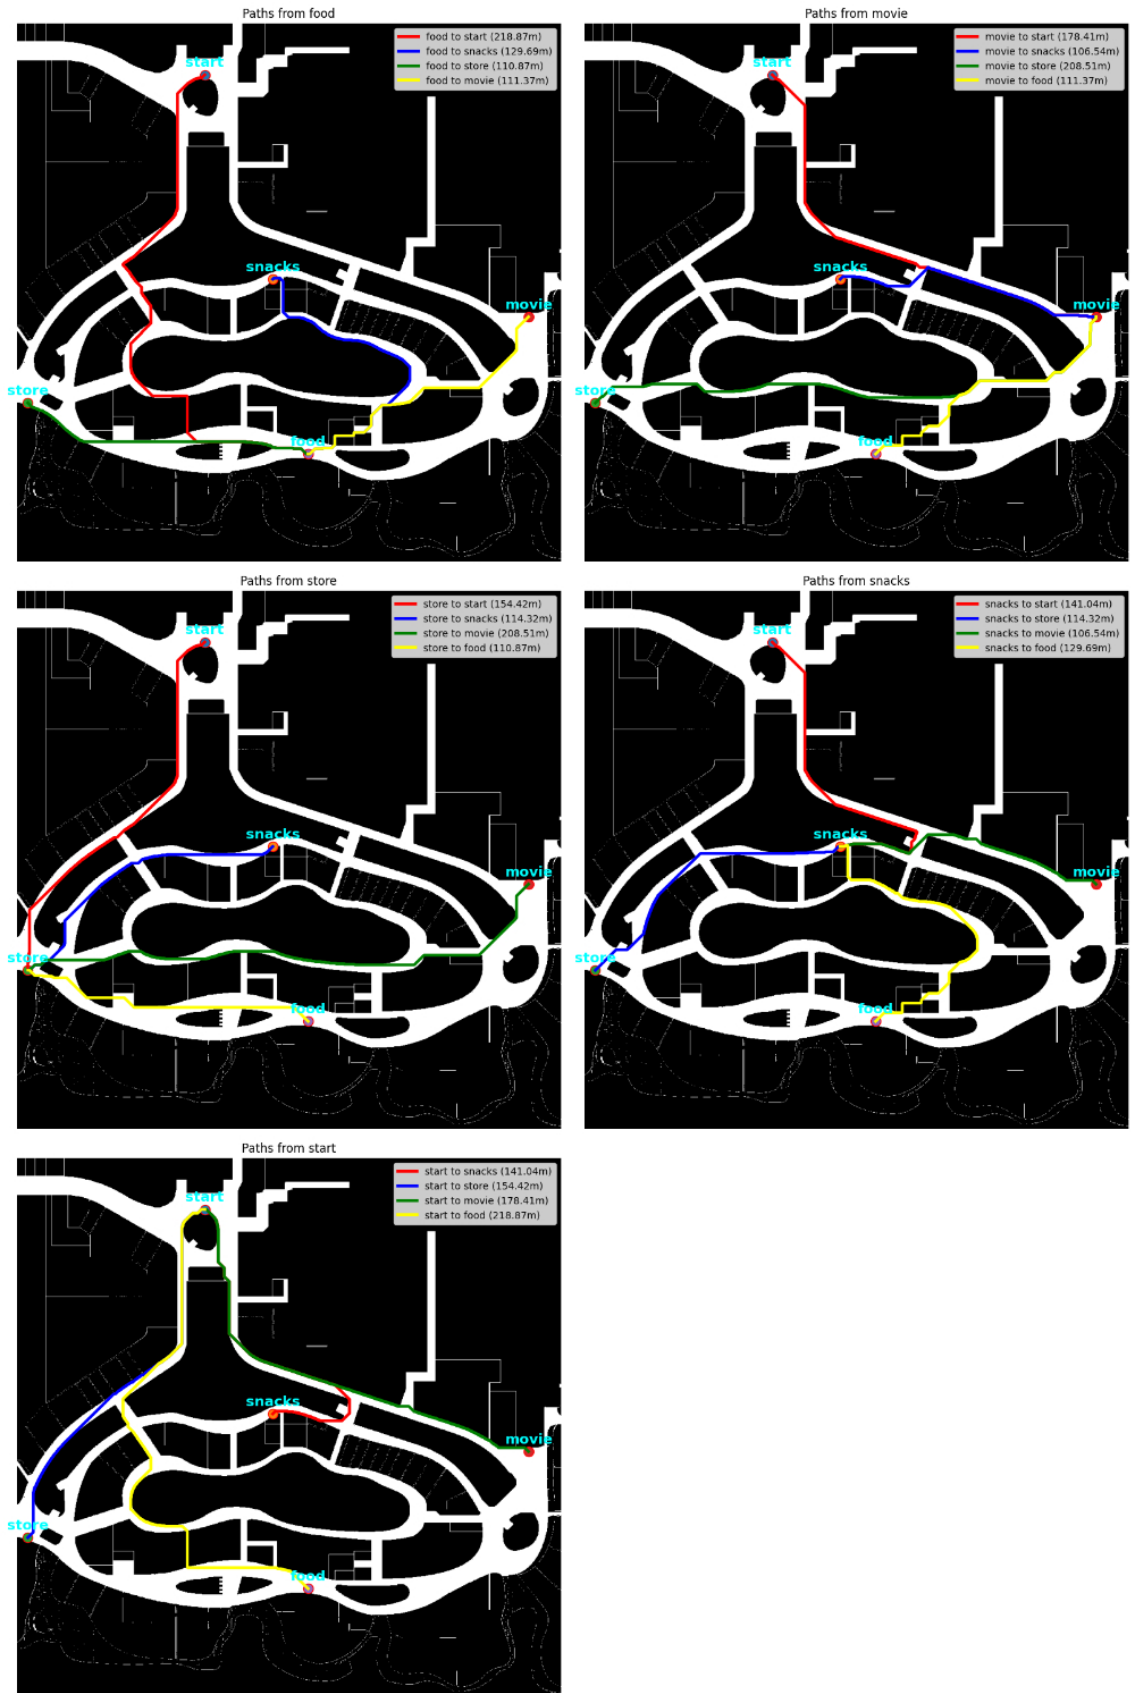 Paths from food
food to start (218.87m)
food to snacks (129.69m)
food to store (110.87m)
food to movie (111.37m)
start
snacks
movie
store
food
Paths from movie
movie to start (178.41m)
movie to snacks (106.54m)
movie to store (208.51m)
movie to food (111.37m)
start
snacks
movie
store
food
Paths from store
store to start (154.42m)
store to snacks (114.32m)
store to movie (208.51m)
store to food (110.87m)
start
snacks
movie
store
food
Paths from snacks
snacks to start (141.04m)
snacks to store (114.32m)
snacks to movie (106.54m)
snacks to food (129.69m)
start
snacks
movie
store
food
Paths from start
start to snacks (141.04m)
start to store (154.42m)
start to movie (178.41m)
start to food (218.87m)
start
snacks
movie
store
food